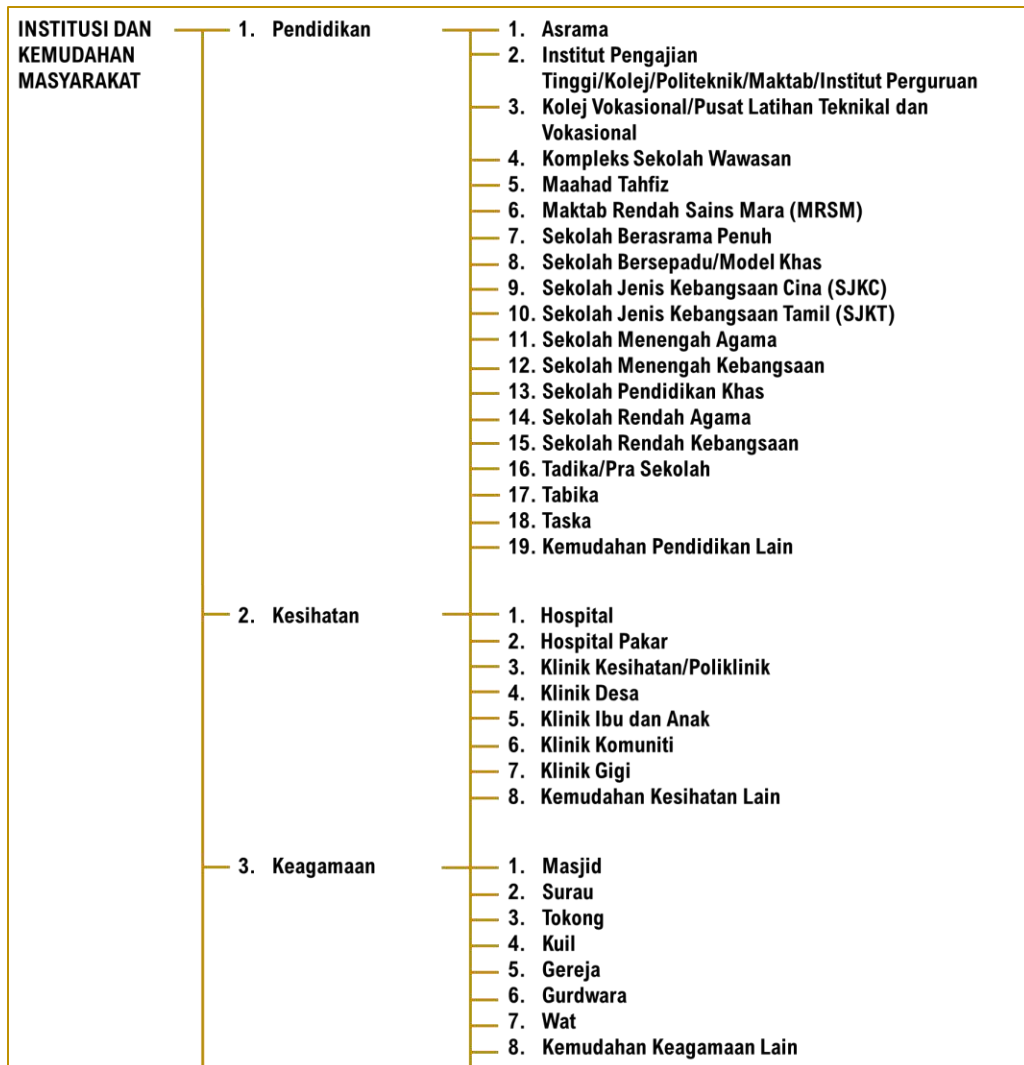 INSTITUSI DAN
KEMUDAHAN
MASYARAKAT
1. Pendidikan
1. Asrama
2. Institut Pengajian
Tinggi/Kolej/Politeknik/Maktab/Institut Perguruan
3. Kolej Vokasional/Pusat Latihan Teknikal dan
Vokasional
4. Kompleks Sekolah Wawasan
5. Maahad Tahfiz
6. Maktab Rendah Sains Mara (MRSM)
7. Sekolah Berasrama Penuh
8. Sekolah Bersepadu/Model Khas
9. Sekolah Jenis Kebangsaan Cina (SJKC)
10. Sekolah Jenis Kebangsaan Tamil (SJKT)
11. Sekolah Menengah Agama
12. Sekolah Menengah Kebangsaan
13. Sekolah Pendidikan Khas
14. Sekolah Rendah Agama
15. Sekolah Rendah Kebangsaan
16. Tadika/Pra Sekolah
17. Tabika
18. Taska
19. Kemudahan Pendidikan Lain
2. Kesihatan
1. Hospital
2. Hospital Pakar
3. Klinik Kesihatan/Poliklinik
4. Klinik Desa
5. Klinik Ibu dan Anak
6. Klinik Komuniti
7. Klinik Gigi
8. Kemudahan Kesihatan Lain
3. Keagamaan
1. Masjid
2. Surau
3. Tokong
4. Kuil
5. Gereja
6. Gurdwara
7. Wat
8. Kemudahan Keagamaan Lain